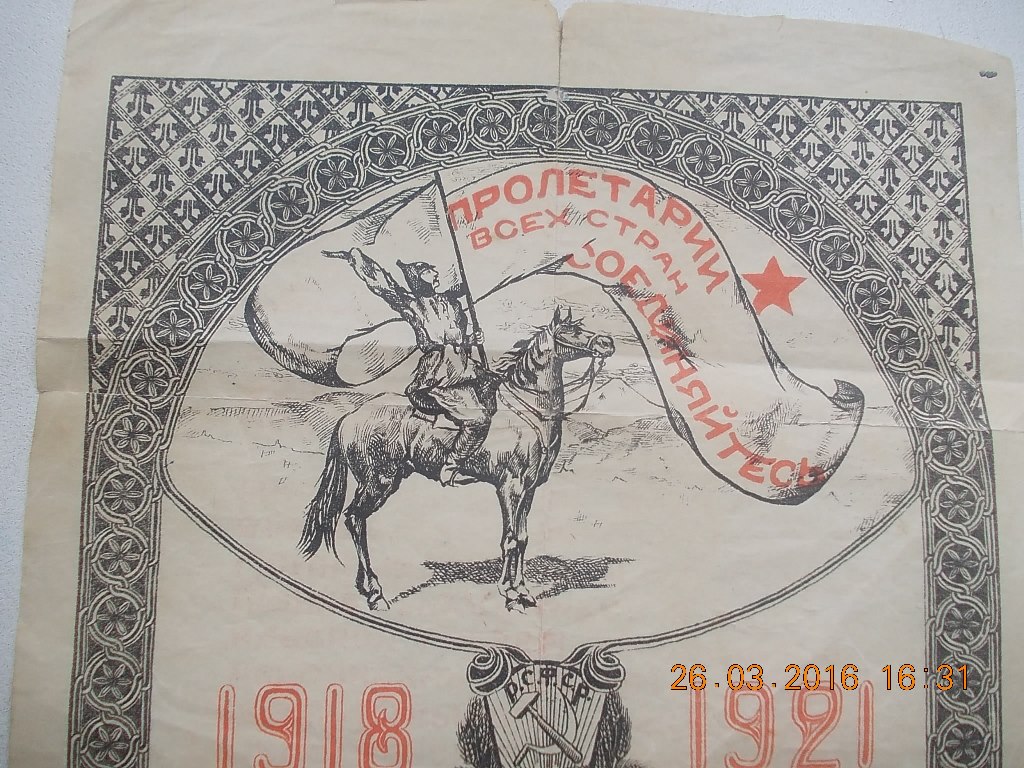 ПРОЛЕТАРИИ
ВСЕХ СТРАН
СОЕДИНЯЙТЕСЬ
РСФСР
1918 1921
26.03.2016 16:31